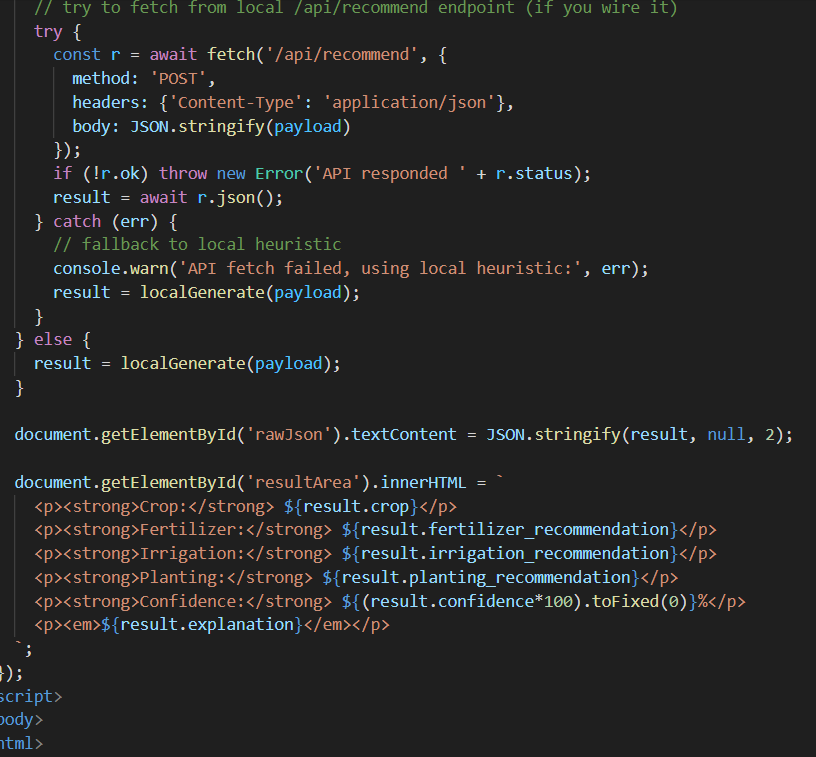 // try to fetch from local /api/recommend endpoint (if you wire it)
try {
const r = await fetch('/api/recommend', {
method: 'POST',
headers: {'Content-Type': 'application/json'},
body: JSON.stringify(payload)
});
if (!r.ok) throw new Error('API responded ' + r.status);
result = await r.json();
} catch (err) {
// fallback to local heuristic
console.warn('API fetch failed, using local heuristic:', err);
result = localGenerate(payload);
}
} else {
result = localGenerate(payload);
}
document.getElementById('rawJson').textContent = JSON.stringify(result, null, 2);
document.getElementById('resultArea').innerHTML = `
<p><strong>Crop:</strong> ${result.crop}</p>
<p><strong>Fertilizer:</strong> ${result.fertilizer_recommendation}</p>
<p><strong>Irrigation:</strong> ${result.irrigation_recommendation}</p>
<p><strong>Planting:</strong> ${result.planting_recommendation}</p>
<p><strong>Confidence:</strong> ${(result.confidence*100).toFixed(0)}%</p>
<p><em>${result.explanation}</em></p>
`;
});
script>
body>
html>